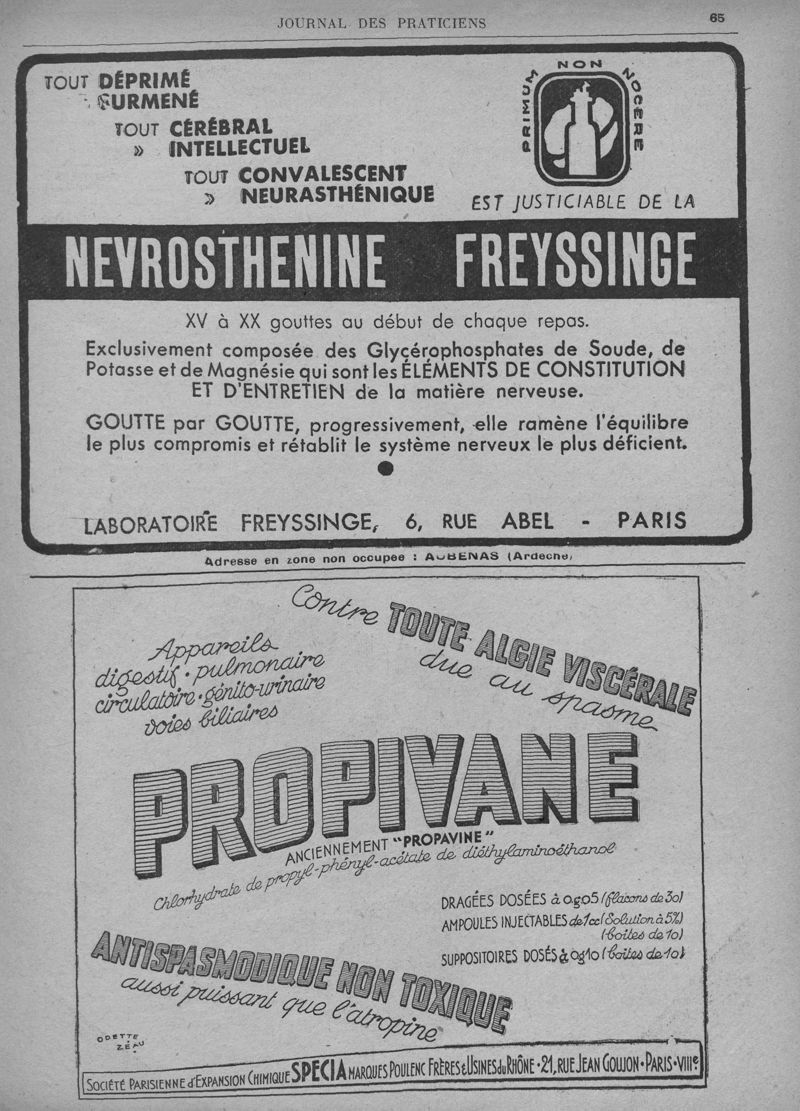 JOURNAL DES PRATICIENS
65
TOUT DÉPRIMÉ
» SURMENÉ
TOUT CÉRÉBRAL
» INTELLECTUEL
TOUT CONVALESCENT
» NEURASTHÉNIQUE
PRIMUM NON NOCERE
EST JUSTICIABLE DE LA
NEVROSTHENINE FREYSSINGE
XV à XX gouttes au début de chaque repas.
Exclusivement composée des Glycérophosphates de Soude, de
Potasse et de Magnésie qui sont les ÉLÉMENTS DE CONSTITUTION
ET D'ENTRETIEN de la matière nerveuse.
GOUTTE par GOUTTE, progressivement, elle ramène l'équilibre
le plus compromis et rétablit le système nerveux le plus déficient.
LABORATOIRE FREYSSINGE, 6, RUE ABEL - PARIS
Adresse en zone non occupee : AUBENAS (Ardeche)
Contre TOUTE ALGIE VISCÉRALE
due au spasme
Appareils
digestif · pulmonaire
circulatoire · génito-urinaire
voies biliaires
PROPIVANE
ANCIENNEMENT "PROPAVINE"
Chlorhydrate de propyl-phényl-acétate de diéthylaminoéthanol
DRAGÉES DOSÉES à 0g05 (flacons de 30)
AMPOULES INJECTABLES de 1cc (Solution à 5%)
(boîtes de 10)
SUPPOSITOIRES DOSÉS à 0g10 (boîtes de 10)
ANTISPASMODIQUE NON TOXIQUE
aussi puissant que l'atropine
ODETTE
ZÉAU
SOCIÉTÉ PARISIENNE d'EXPANSION CHIMIQUE SPECIA MARQUES POULENC FRÈRES & USINES du RHÔNE · 21, RUE JEAN GOUJON · PARIS · VIIIe